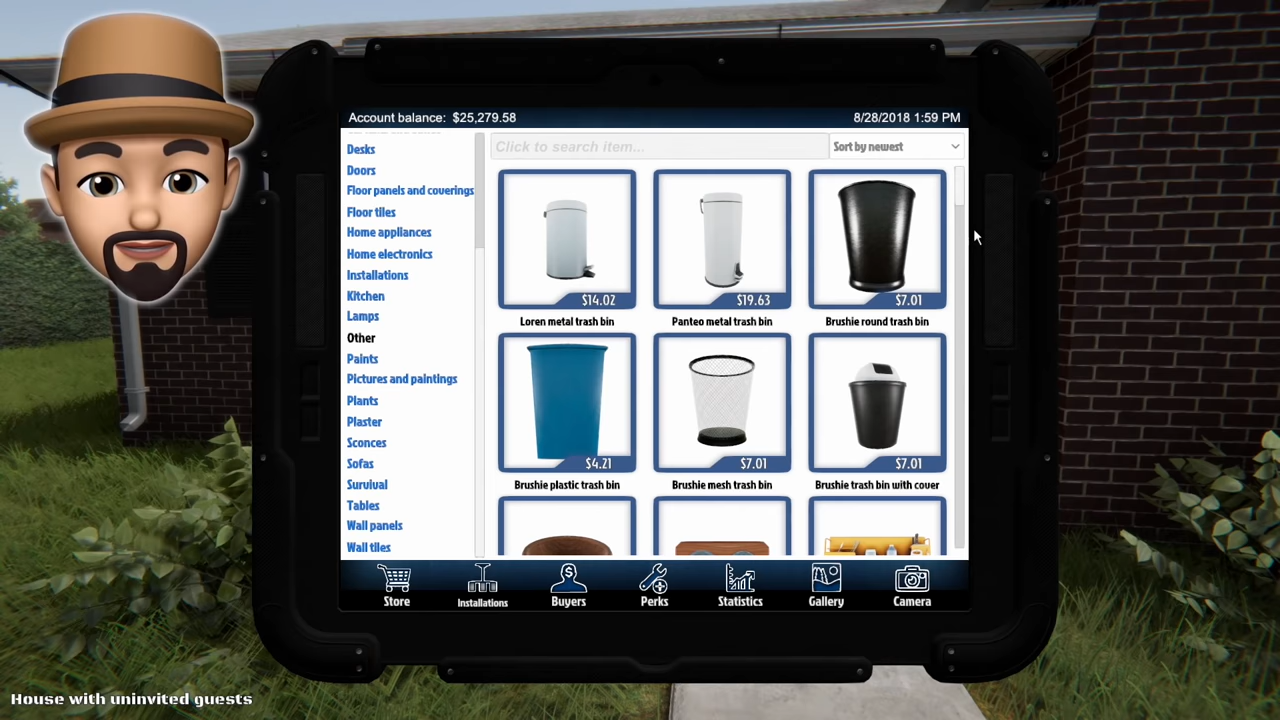 Account balance: $25,279.58
8/28/2018 1:59 PM
Click to search item...
Sort by newest
Desks
Doors
Floor panels and coverings
Floor tiles
Home appliances
Home electronics
Installations
Kitchen
Lamps
Other
Paints
Pictures and paintings
Plants
Plaster
Sconces
Sofas
Survival
Tables
Wall panels
Wall tiles
$14.02
$19.63
$7.01
Loren metal trash bin
Panteo metal trash bin
Brushie round trash bin
$4.21
$7.01
$7.01
Brushie plastic trash bin
Brushie mesh trash bin
Brushie trash bin with cover
Store
Installations
Buyers
Perks
Statistics
Gallery
Camera
House with uninvited guests